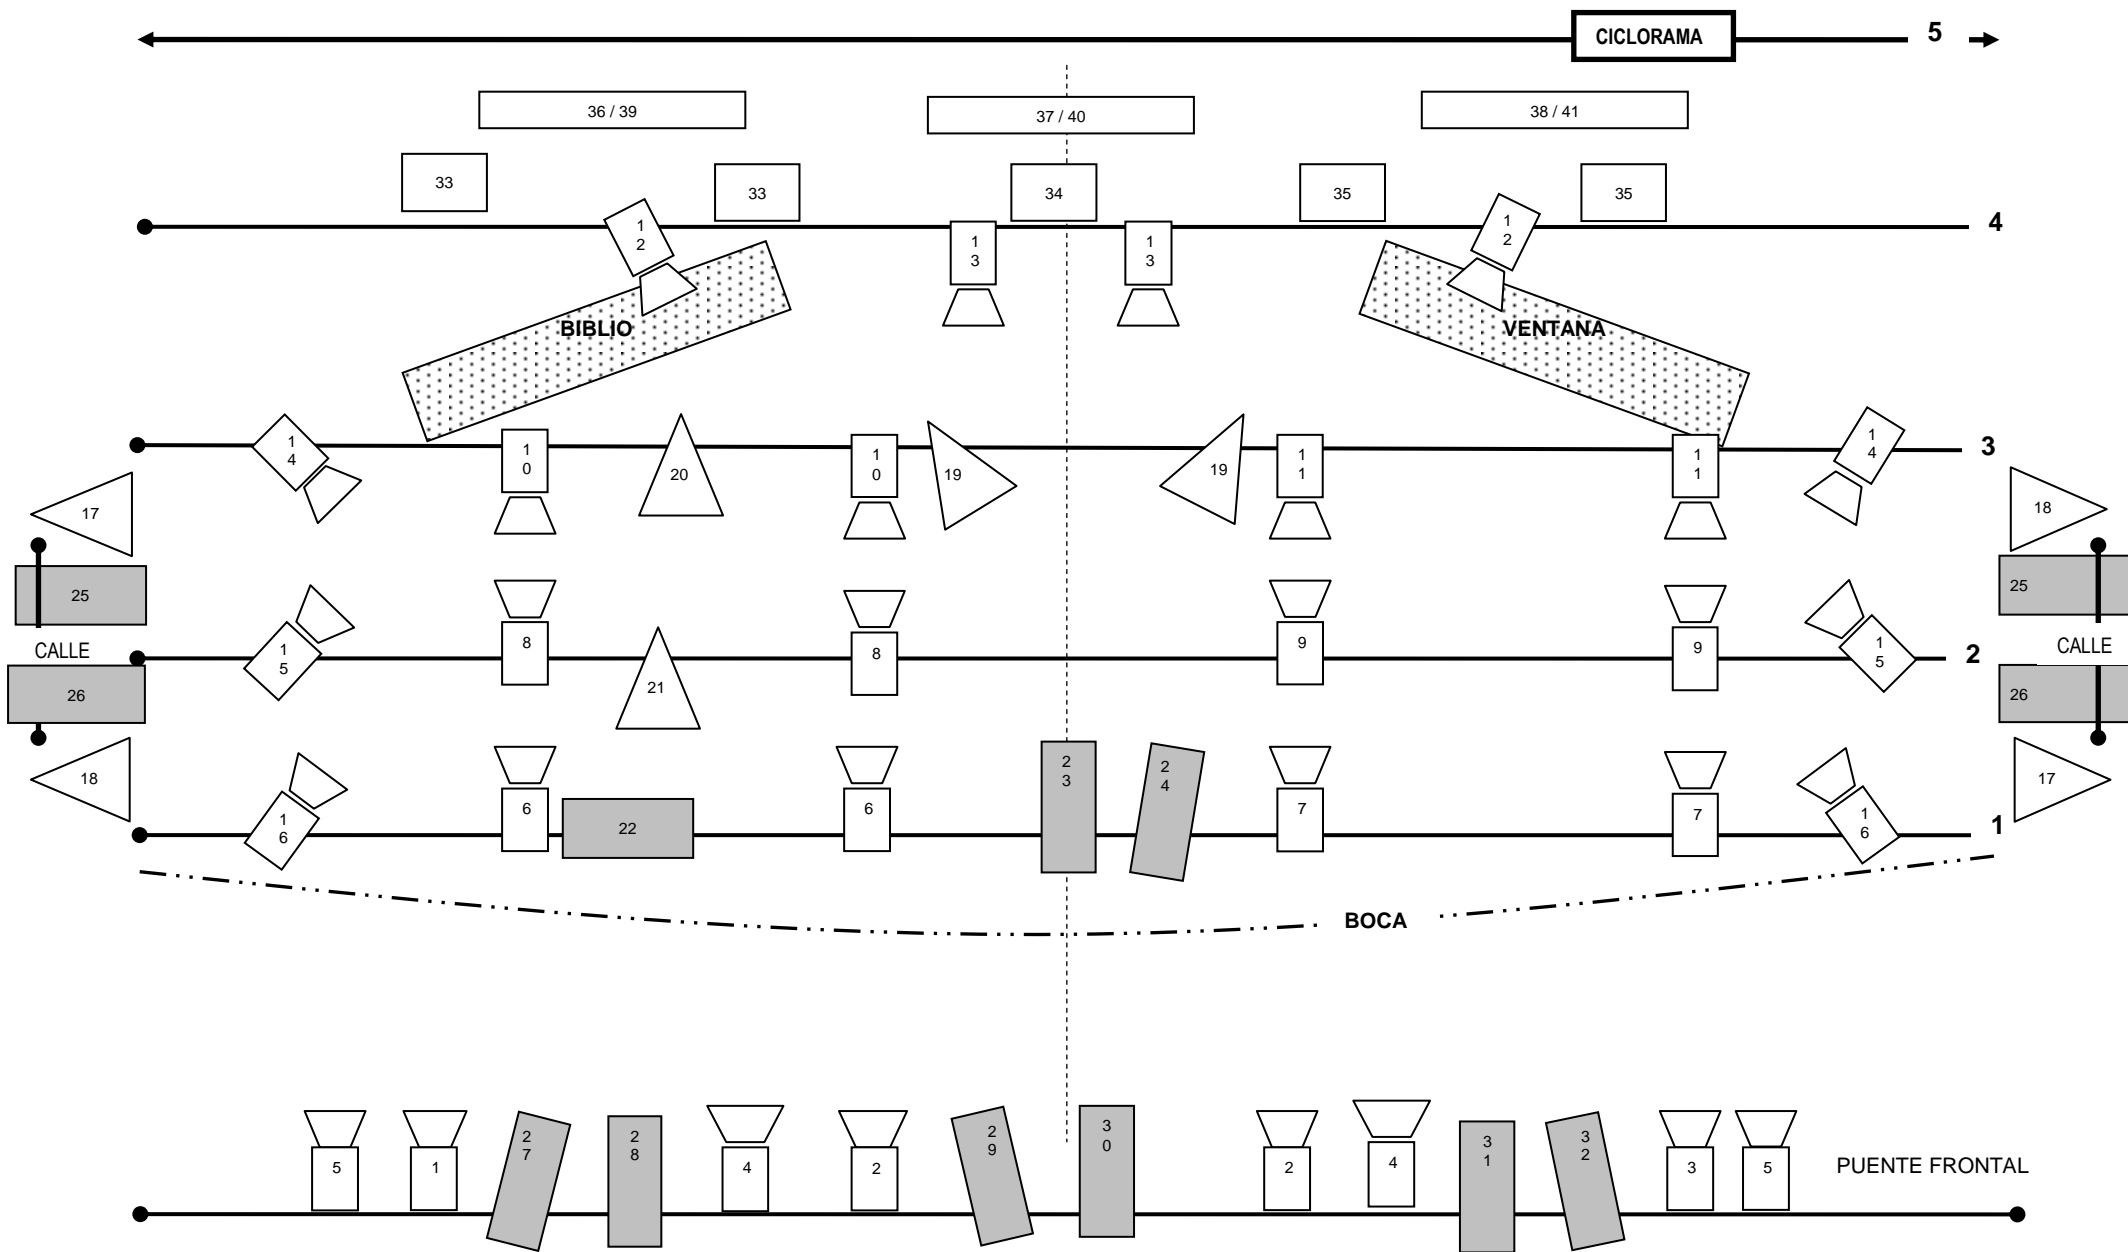 CICLORAMA 5
36 / 39 37 / 40 38 / 41
33 33 34 35 35
12 13 13 12 4
BIBLIO VENTANA
14 10 20 10 19 19 11 11 14 3
17 18
25 25
CALLE CALLE
15 8 21 8 9 9 15 2
26 26
18 17
16 6 22 6 23 24 7 7 16 1
BOCA
5 1 27 28 4 2 29 30 2 4 31 32 3 5 PUENTE FRONTAL